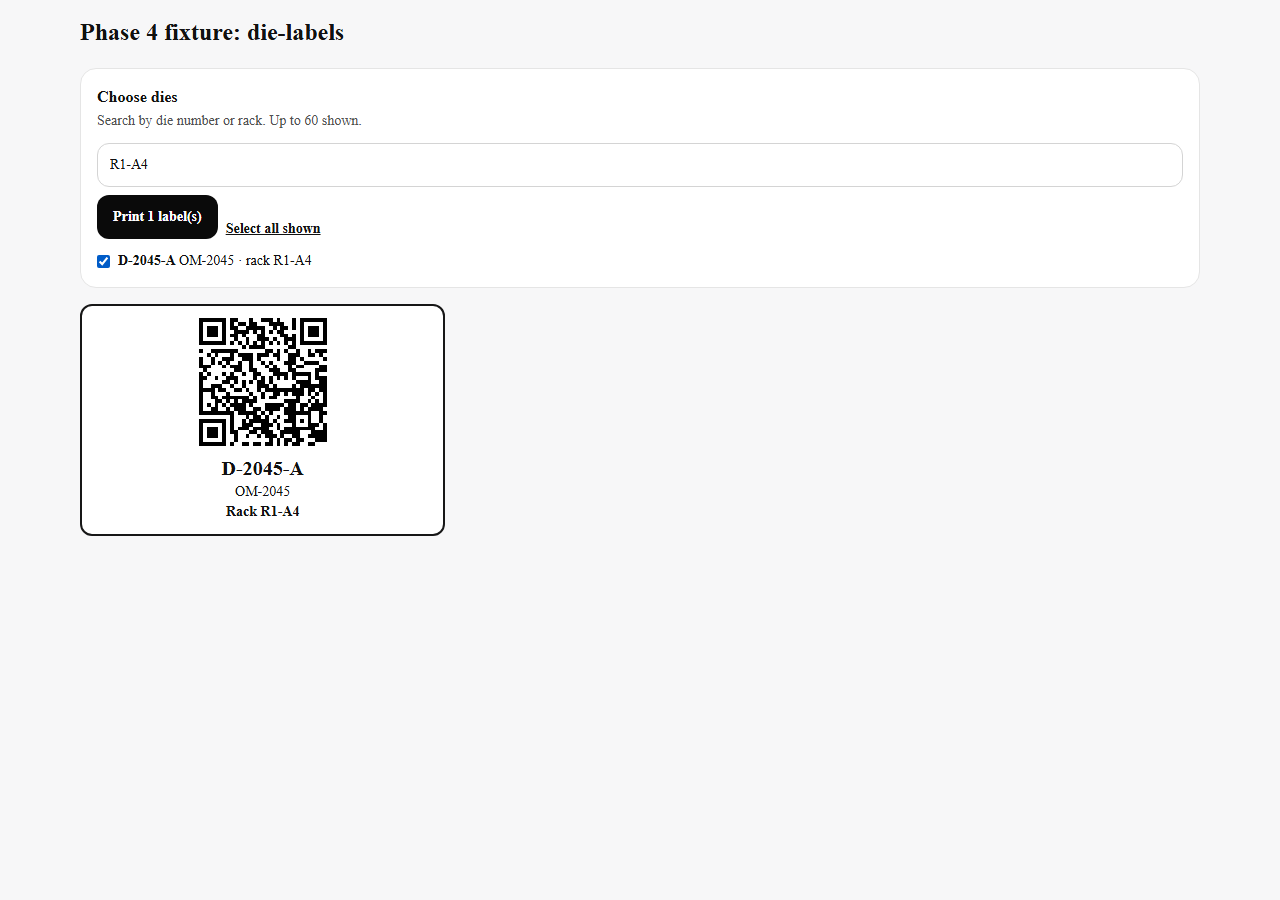 Phase 4 fixture: die-labels
Choose dies
Search by die number or rack. Up to 60 shown.
R1-A4
Print 1 label(s)
Select all shown
D-2045-A OM-2045 · rack R1-A4
D-2045-A
OM-2045
Rack R1-A4